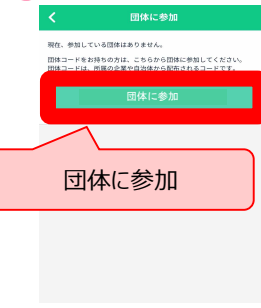 団体に参加
現在、参加している団体はありません。
団体コードをお持ちの方は、こちらから団体に参加してください。
団体コードは、所属の企業や自治体から配布されるコードです。
団体に参加
団体に参加